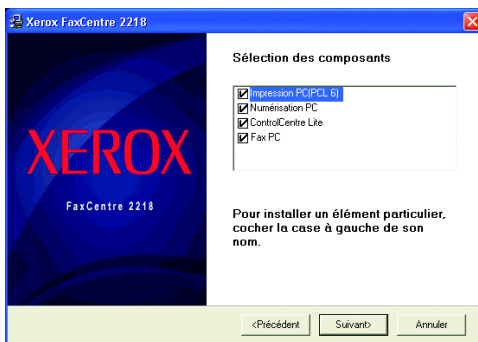 Xerox FaxCentre 2218
Sélection des composants
Impression PC(PCL 6)
Numérisation PC
ControlCentre Lite
Fax PC
XEROX
FaxCentre 2218
Pour installer un élément particulier,
cocher la case à gauche de son
nom.
<Précédent
Suivant>
Annuler